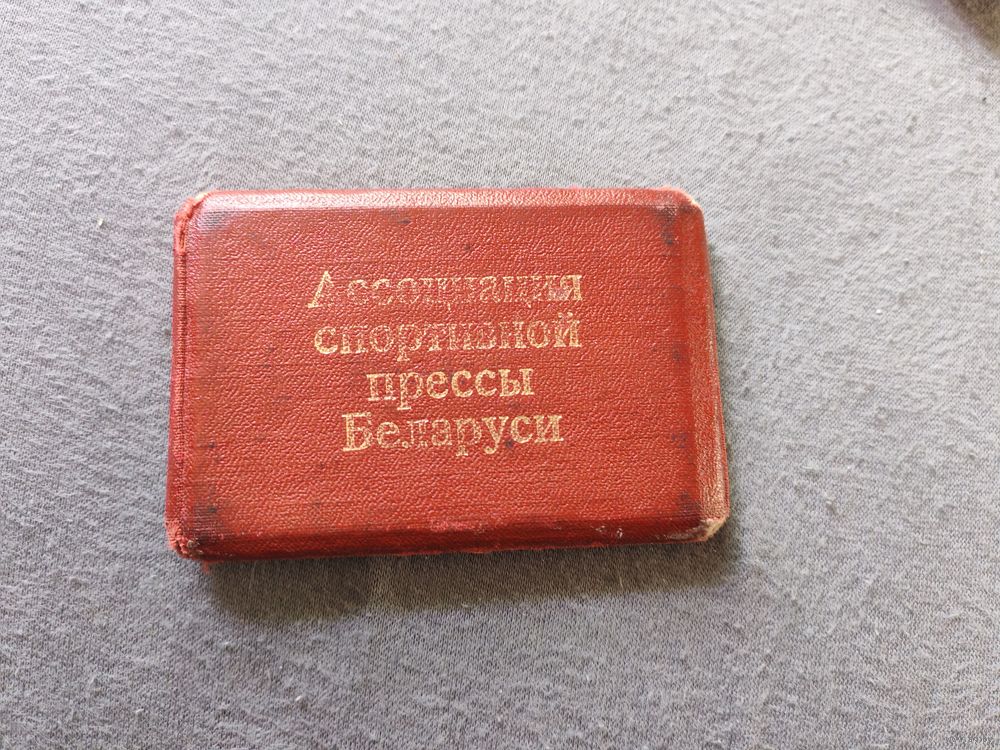 Ассоциация
спортивной
прессы
Беларуси